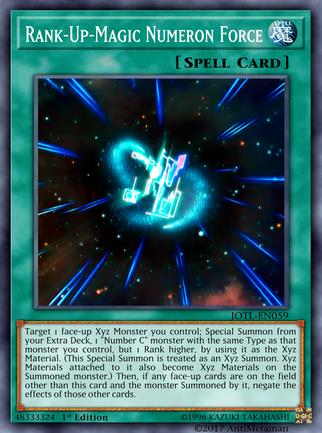 RANK-UP-MAGIC NUMERON FORCE
[SPELL CARD]
JOTL-EN059
Target 1 face-up Xyz Monster you control; Special Summon from
your Extra Deck, 1 "Number C" monster with the same Type as that
monster you control, but 1 Rank higher, by using it as the Xyz
Material. (This Special Summon is treated as an Xyz Summon. Xyz
Materials attached to it also become Xyz Materials on the
Summoned monster.) Then, if any face-up cards are on the field
other than this card and the monster Summoned by it, negate the
effects of those other cards.
48333324 1st Edition ©1996 KAZUKI TAKAHASHI
©2017 AntiMetaman